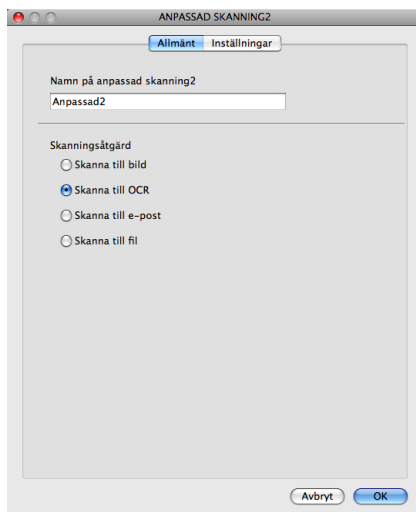 ANPASSAD SKANNING2
Allmänt Inställningar
Namn på anpassad skanning2
Anpassad2
Skanningsåtgärd
Skanna till bild
Skanna till OCR
Skanna till e-post
Skanna till fil
Avbryt OK